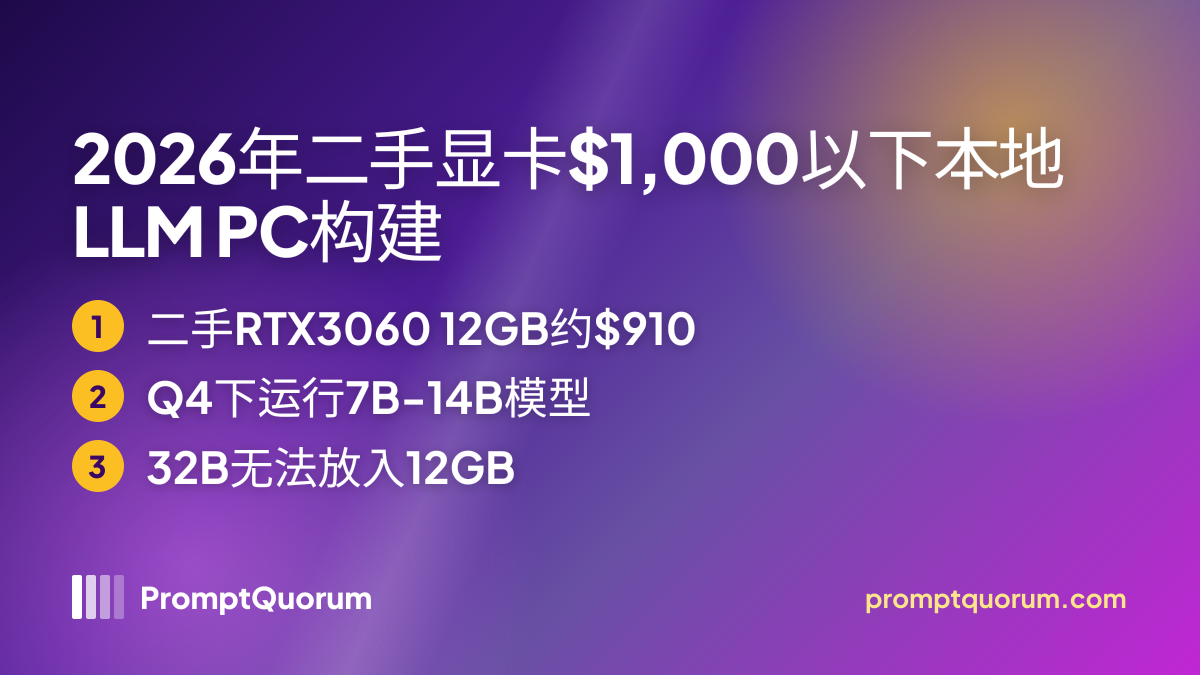 2026年二手显卡$1,000以下本地
LLM PC构建
1 二手RTX3060 12GB约$910
2 Q4下运行7B-14B模型
3 32B无法放入12GB
PromptQuorum
promptquorum.com